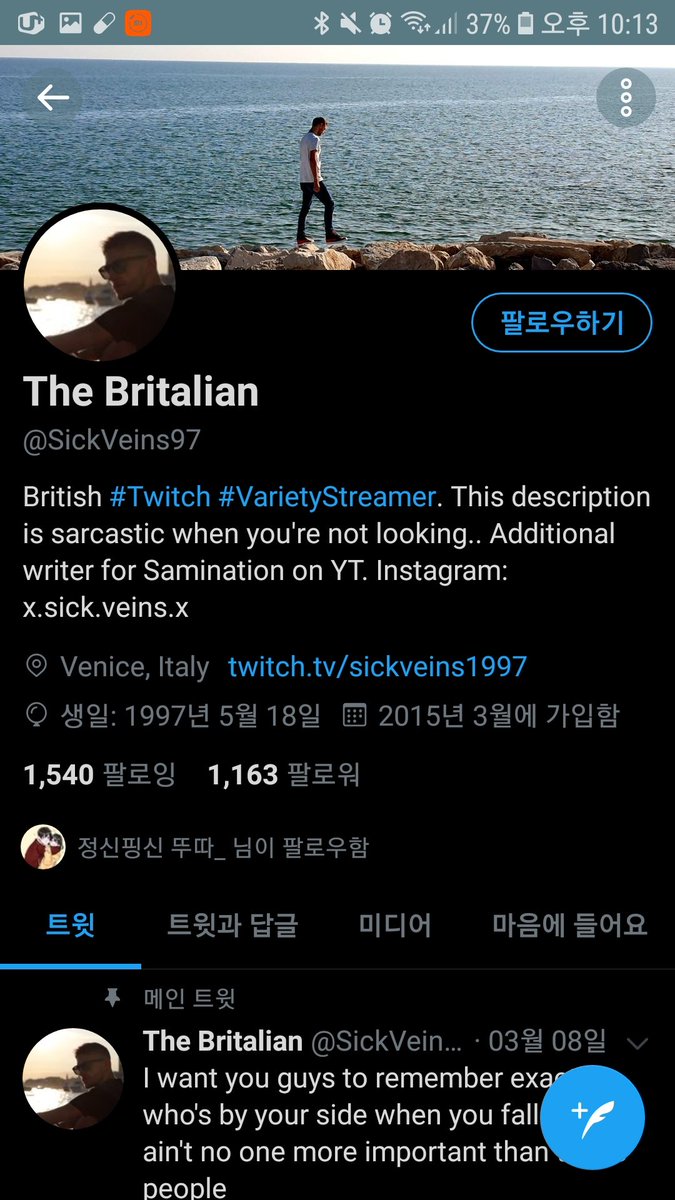 37% 오후 10:13
팔로우하기
The Britalian
@SickVeins97
British #Twitch #VarietyStreamer. This description
is sarcastic when you're not looking.. Additional
writer for Samination on YT. Instagram:
x.sick.veins.x
Venice, Italy twitch.tv/sickveins1997
생일: 1997년 5월 18일 2015년 3월에 가입함
1,540 팔로잉 1,163 팔로워
정신핑신 뚜따_ 님이 팔로우함
트윗 트윗과 답글 미디어 마음에 들어요
메인 트윗
The Britalian @SickVein... · 03월 08일
I want you guys to remember
who's by your side when you fall
ain't no one more important than
people